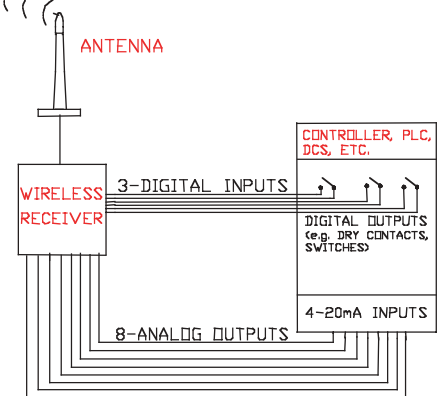 ANTENNA
CONTROLLER, PLC,
DCS, ETC.
WIRELESS
RECEIVER
3-DIGITAL INPUTS
DIGITAL OUTPUTS
(e.g. DRY CONTACTS,
SWITCHES)
4-20mA INPUTS
8-ANALOG OUTPUTS